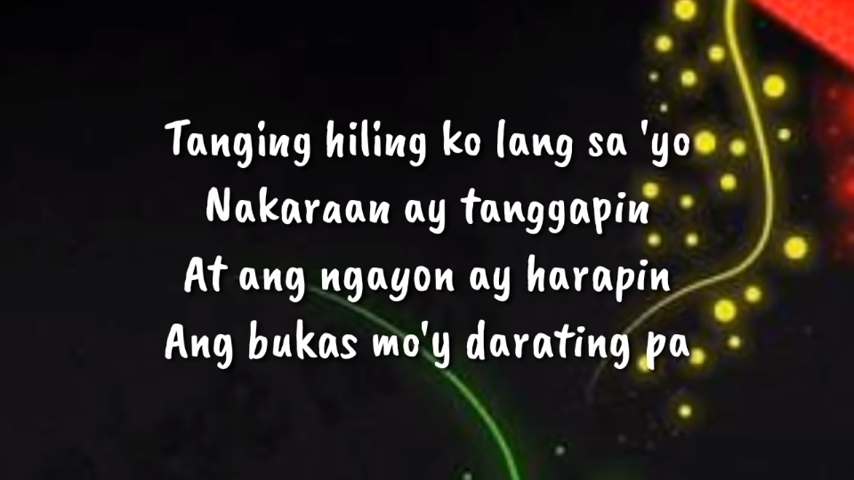 Tanging hiling ko lang sa 'yo
Nakaraan ay tanggapin
At ang ngayon ay harapin
Ang bukas mo'y darating pa